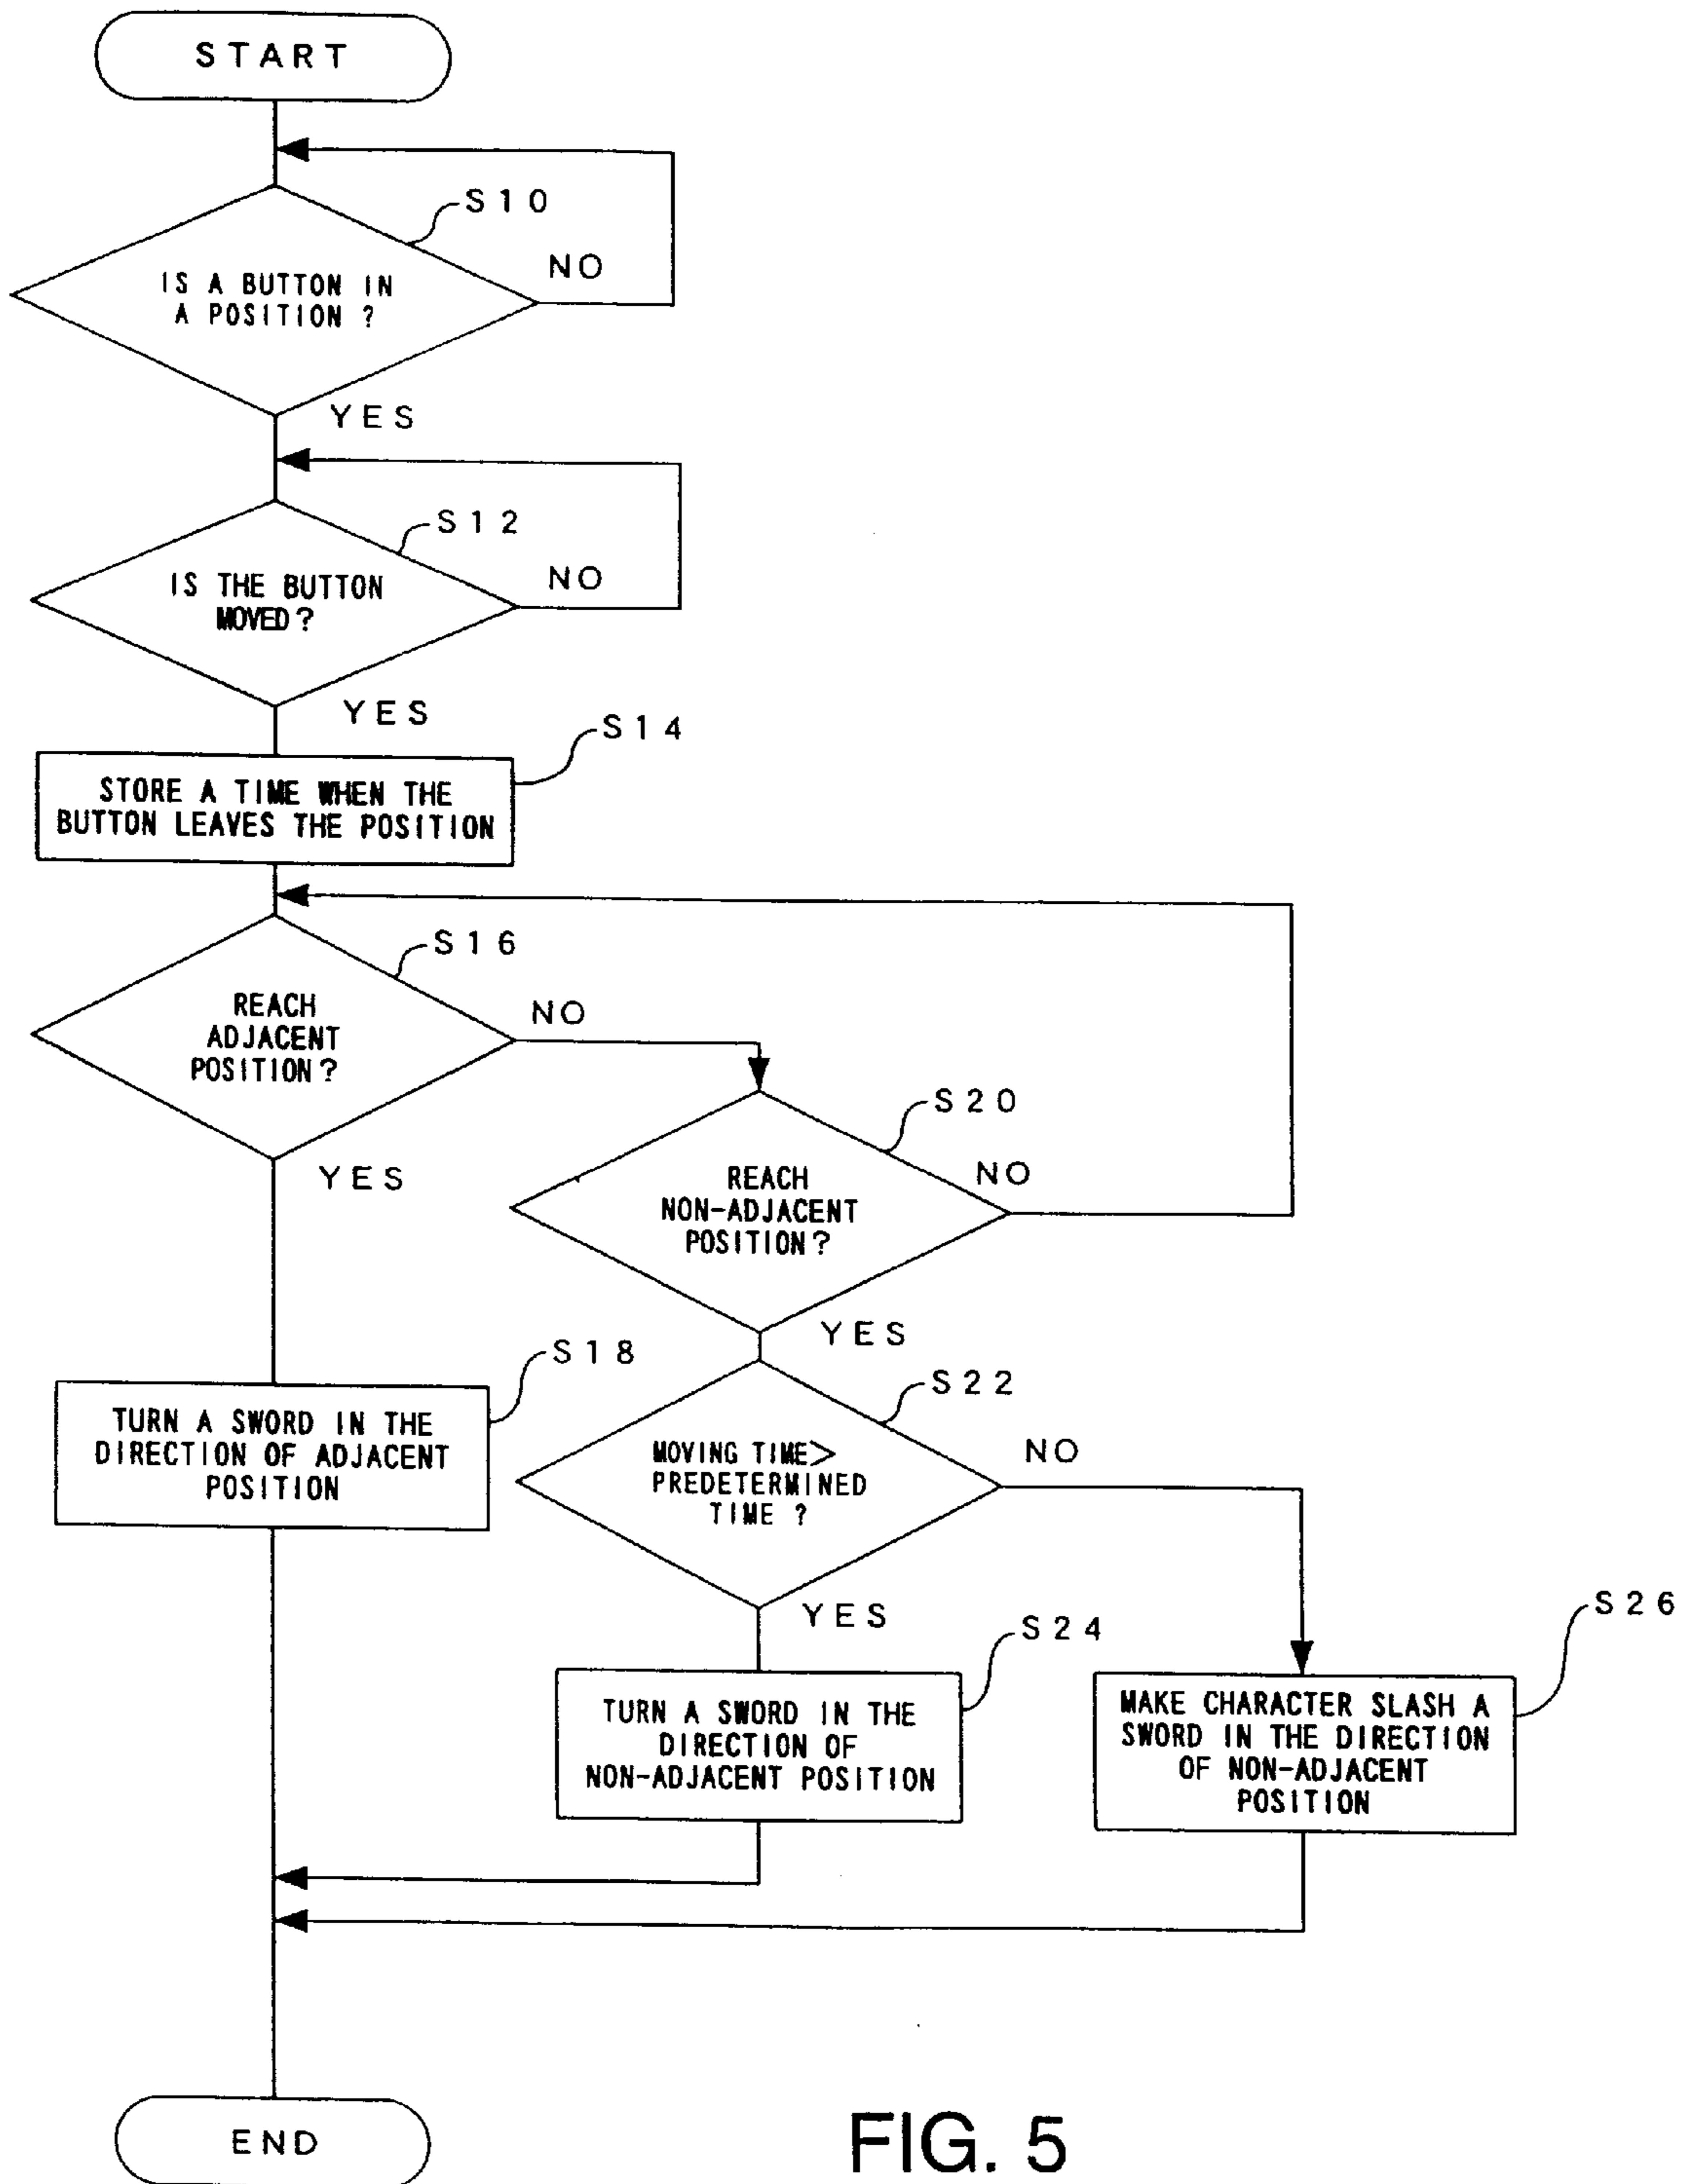 START
S10
IS A BUTTON IN
A POSITION ?
NO
YES
S12
IS THE BUTTON
MOVED?
NO
YES
S14
STORE A TIME WHEN THE
BUTTON LEAVES THE POSITION
S16
REACH
ADJACENT
POSITION?
NO
YES
S20
REACH
NON-ADJACENT
POSITION?
NO
YES
S18
TURN A SWORD IN THE
DIRECTION OF ADJACENT
POSITION
S22
MOVING TIME>
PREDETERMINED
TIME ?
NO
YES
S24
TURN A SWORD IN THE
DIRECTION OF
NON-ADJACENT POSITION
S26
MAKE CHARACTER SLASH A
SWORD IN THE DIRECTION
OF NON-ADJACENT
POSITION
END
FIG. 5